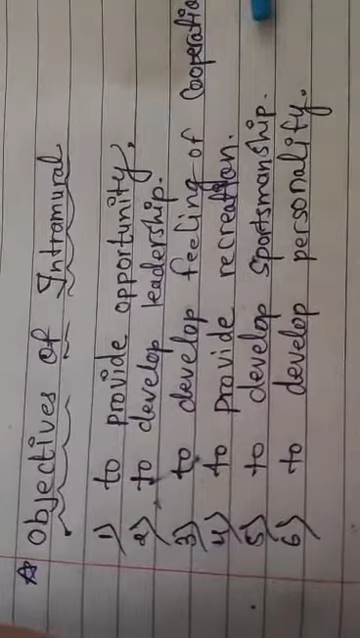 ☆ Objectives of Intramural
1) to provide opportunity.
2) to develop leadership.
3) to develop feeling of Cooperatio
4) to provide recreation.
5) to develop Sportsmanship.
6) to develop personality.